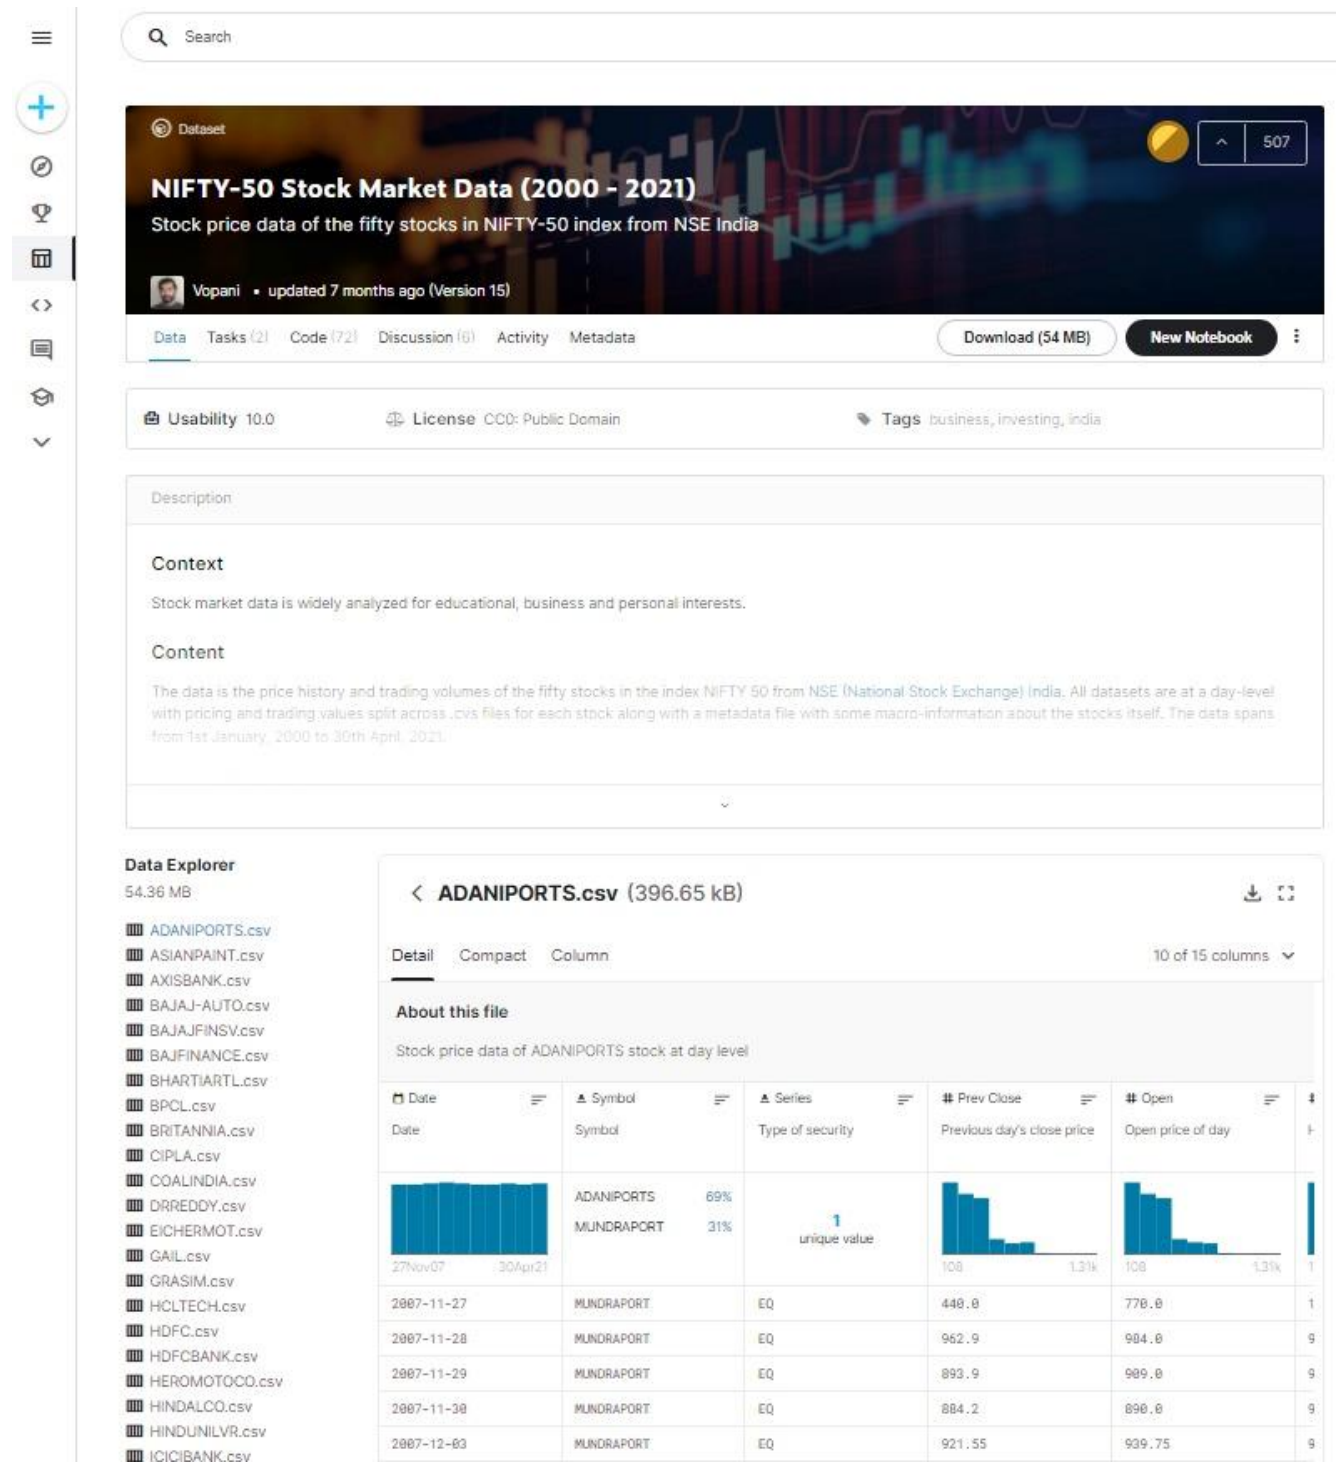 Search
Dataset
507
NIFTY-50 Stock Market Data (2000 - 2021)
Stock price data of the fifty stocks in NIFTY-50 index from NSE India
Vopani • updated 7 months ago (Version 15)
Data Tasks (2) Code (72) Discussion (6) Activity Metadata Download (54 MB) New Notebook
Usability 10.0 License CC0: Public Domain Tags business, investing, india
Description
Context
Stock market data is widely analyzed for educational, business and personal interests.
Content
The data is the price history and trading volumes of the fifty stocks in the index NIFTY 50 from NSE (National Stock Exchange) India. All datasets are at a day-level
with pricing and trading values split across .cvs files for each stock along with a metadata file with some macro-information about the stocks itself. The data spans
from 1st January, 2000 to 30th April, 2021.
Data Explorer
54.36 MB
ADANIPORTS.csv
ASIANPAINT.csv
AXISBANK.csv
BAJAJ-AUTO.csv
BAJAJFINSV.csv
BAJFINANCE.csv
BHARTIARTL.csv
BPCL.csv
BRITANNIA.csv
CIPLA.csv
COALINDIA.csv
DRREDDY.csv
EICHERMOT.csv
GAIL.csv
GRASIM.csv
HCLTECH.csv
HDFC.csv
HDFCBANK.csv
HEROMOTOCO.csv
HINDALCO.csv
HINDUNILVR.csv
ICICIBANK.csv
ADANIPORTS.csv (396.65 kB)
Detail Compact Column 10 of 15 columns
About this file
Stock price data of ADANIPORTS stock at day level
Date Symbol Series # Prev Close # Open #
Date Symbol Type of security Previous day's close price Open price of day
ADANIPORTS 69%
MUNDRAPORT 31%
1
unique value
27Nov07 30Apr21 108 1.31k 108 1.31k 1
2007-11-27 MUNDRAPORT EQ 440.0 770.0 1
2007-11-28 MUNDRAPORT EQ 962.9 984.0 9
2007-11-29 MUNDRAPORT EQ 893.9 909.0 9
2007-11-30 MUNDRAPORT EQ 884.2 890.0 9
2007-12-03 MUNDRAPORT EQ 921.55 939.75 9